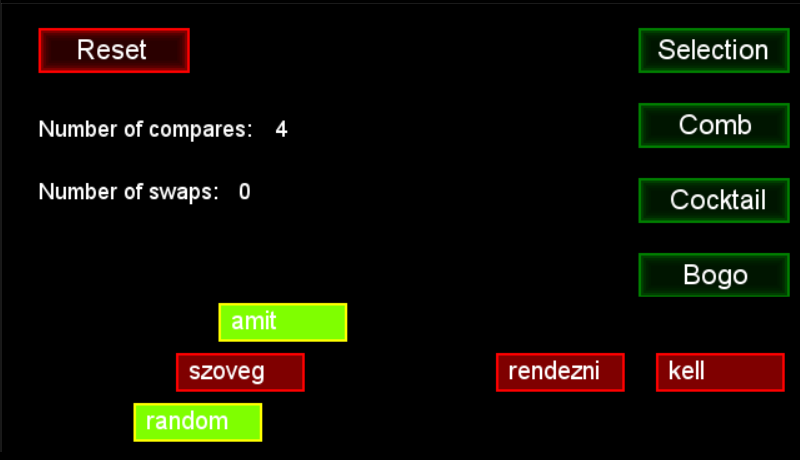 Reset
Selection
Number of compares: 4
Comb
Number of swaps: 0
Cocktail
Bogo
amit
szoveg rendezni kell
random